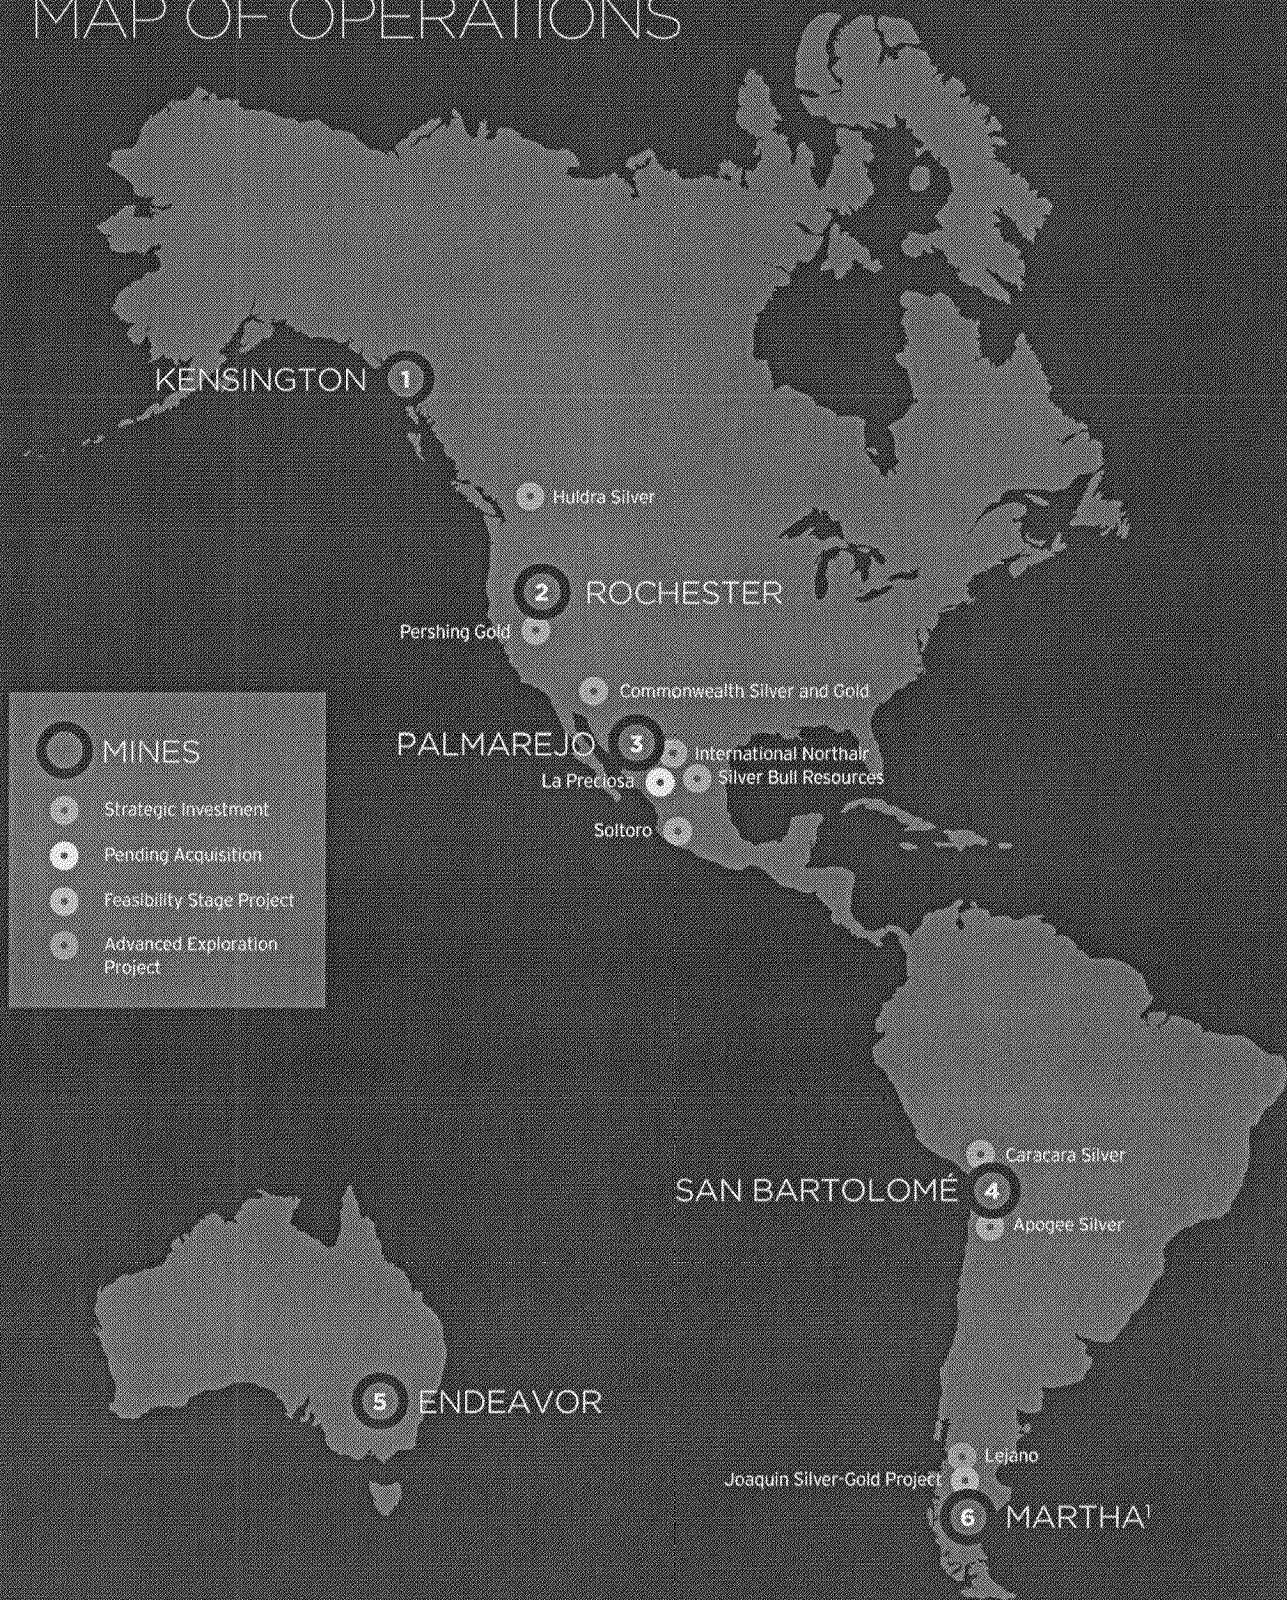 MAP OF OPERATIONS
KENSINGTON 1
Huldra Silver
2 ROCHESTER
Pershing Gold
Commonwealth Silver and Gold
PALMAREJO 3
International Northair
La Preciosa
Silver Bull Resources
Soltoro
MINES
Strategic Investment
Pending Acquisition
Feasibility Stage Project
Advanced Exploration
Project
Caracara Silver
SAN BARTOLOMÉ 4
Apogee Silver
5 ENDEAVOR
Lejano
Joaquin Silver-Gold Project
6 MARTHA¹